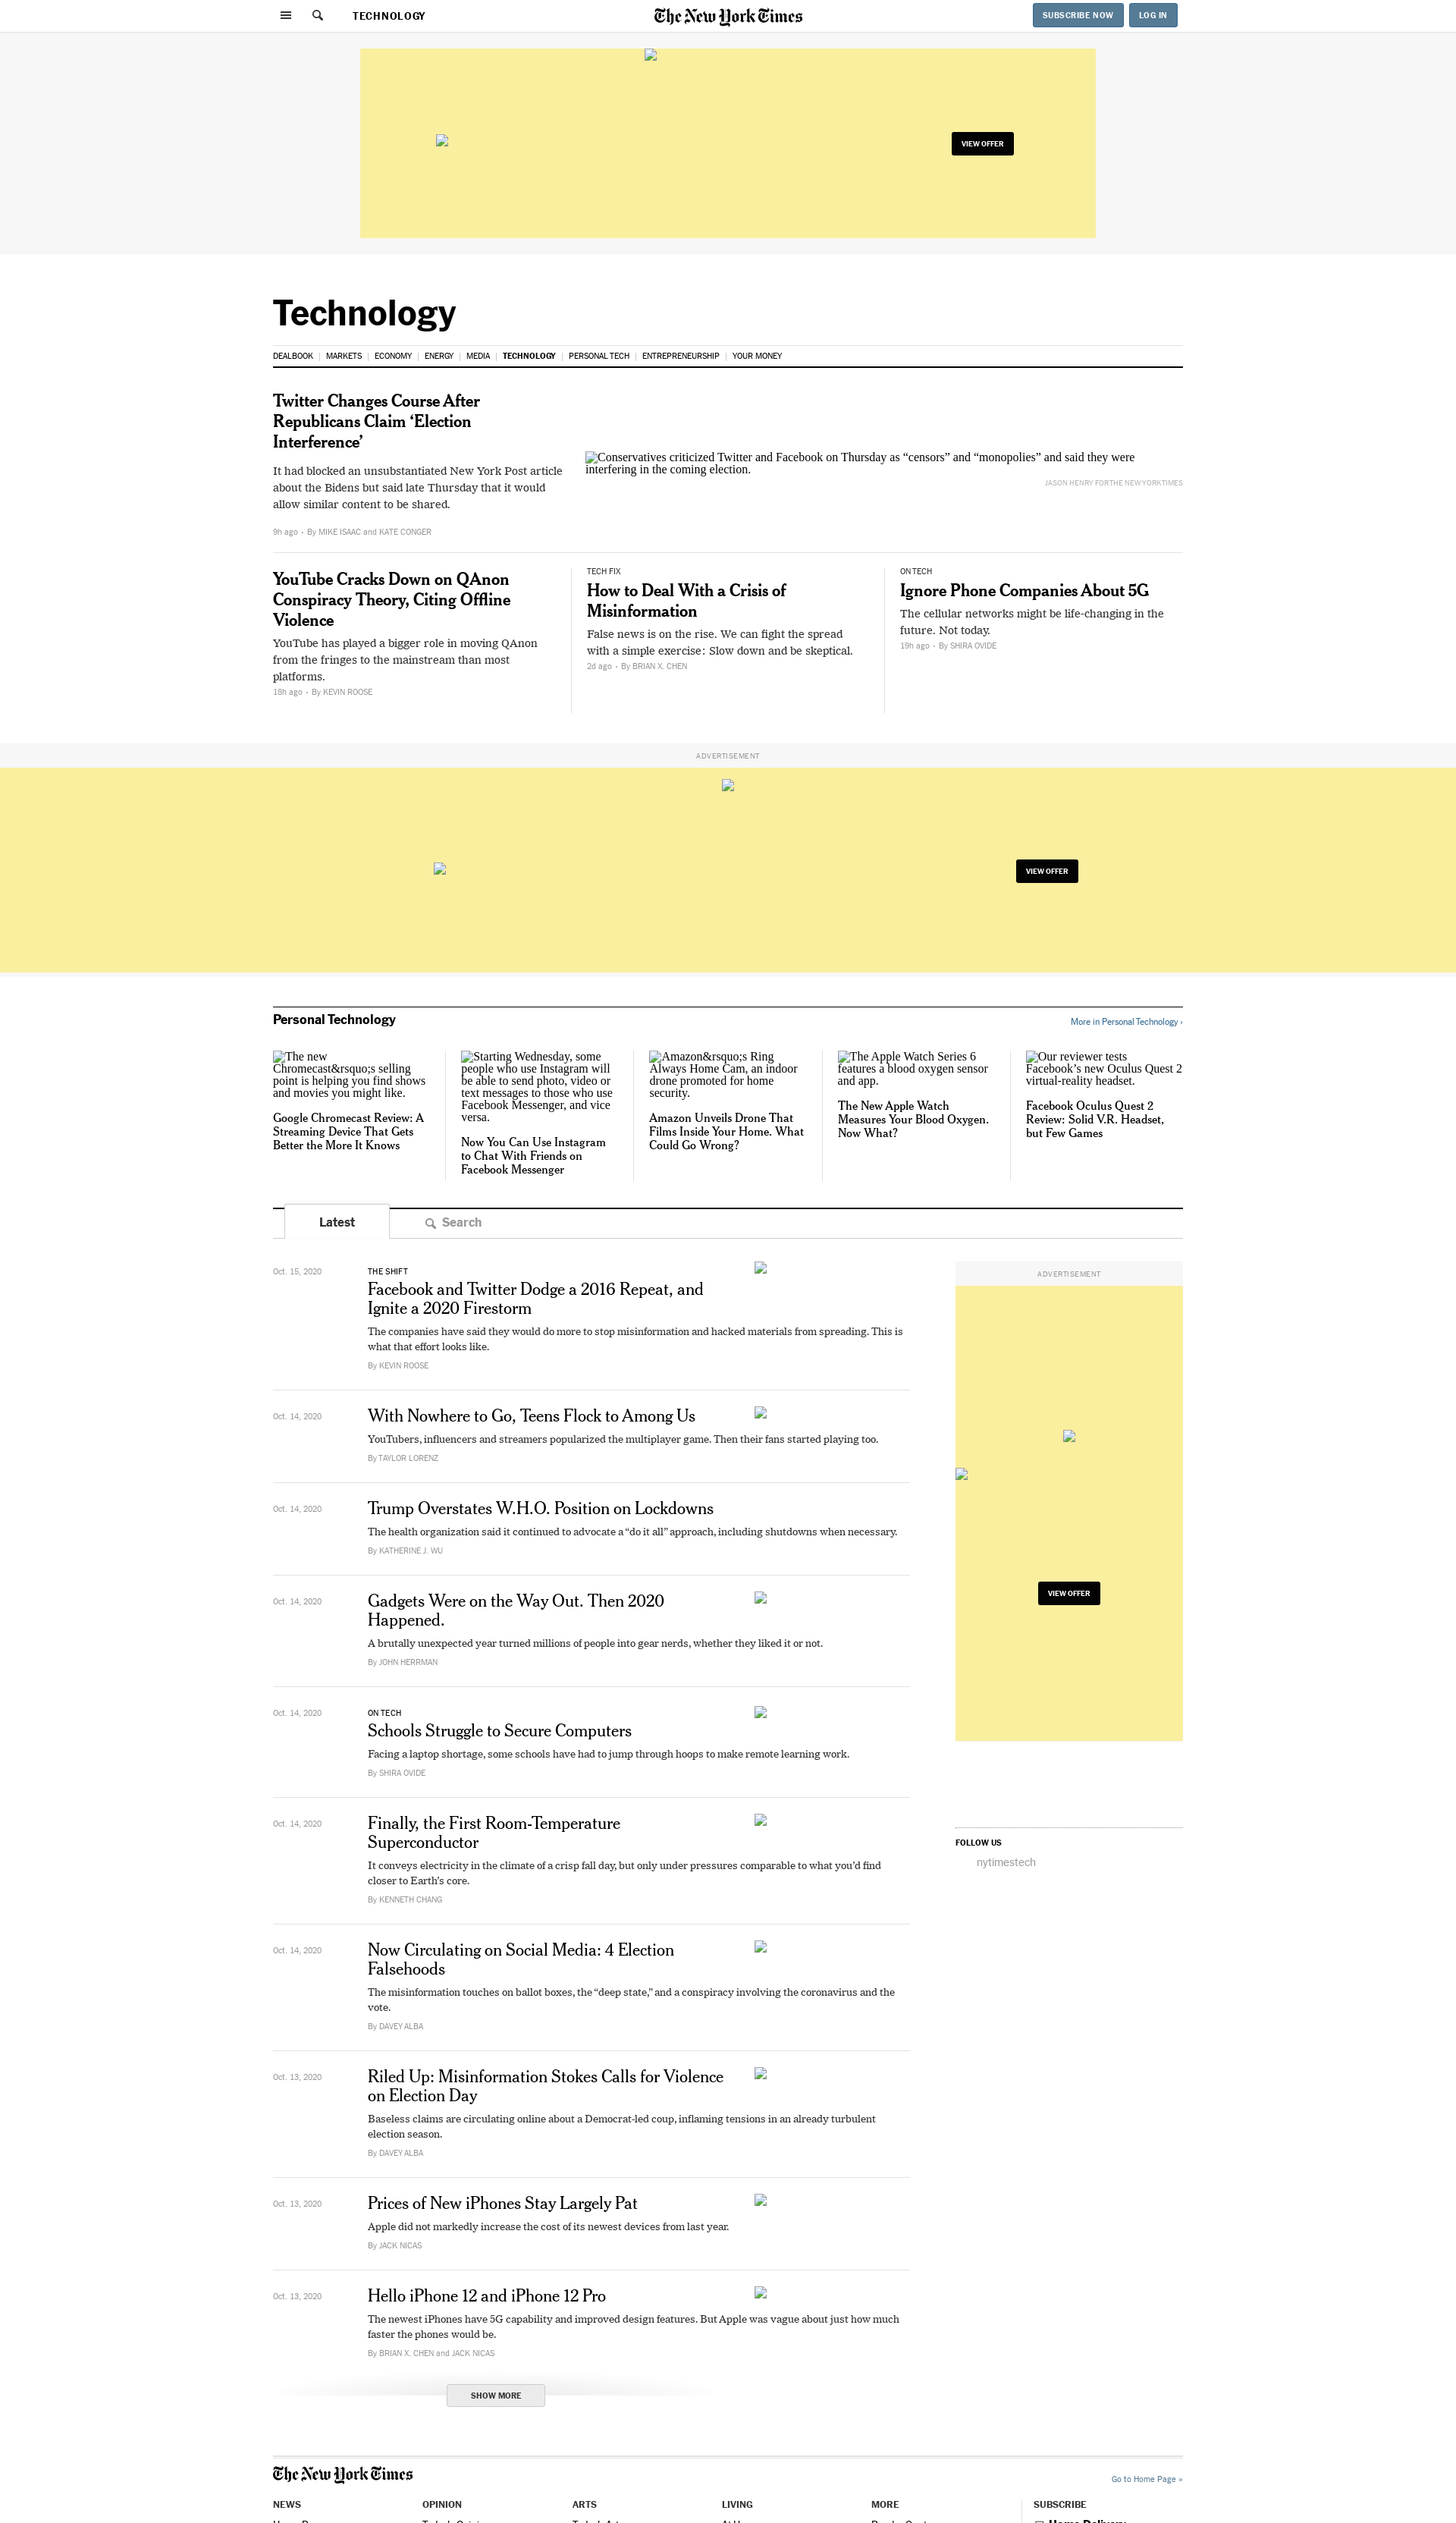 TECHNOLOGY
The New York Times
SUBSCRIBE NOW
LOG IN
VIEW OFFER
Technology
DEALBOOK
MARKETS
ECONOMY
ENERGY
MEDIA
TECHNOLOGY
PERSONAL TECH
ENTREPRENEURSHIP
YOUR MONEY
Twitter Changes Course After
Republicans Claim ‘Election
Interference’
It had blocked an unsubstantiated New York Post article
about the Bidens but said late Thursday that it would
allow similar content to be shared.
9h ago • By MIKE ISAAC and KATE CONGER
Conservatives criticized Twitter and Facebook on Thursday as “censors” and “monopolies” and said they were
interfering in the coming election.
JASON HENRY FOR THE NEW YORK TIMES
YouTube Cracks Down on QAnon
Conspiracy Theory, Citing Offline
Violence
YouTube has played a bigger role in moving QAnon
from the fringes to the mainstream than most
platforms.
18h ago • By KEVIN ROOSE
TECH FIX
How to Deal With a Crisis of
Misinformation
False news is on the rise. We can fight the spread
with a simple exercise: Slow down and be skeptical.
2d ago • By BRIAN X. CHEN
ON TECH
Ignore Phone Companies About 5G
The cellular networks might be life-changing in the
future. Not today.
19h ago • By SHIRA OVIDE
ADVERTISEMENT
VIEW OFFER
Personal Technology
More in Personal Technology ›
The new
Chromecast&rsquo;s selling
point is helping you find shows
and movies you might like.
Google Chromecast Review: A
Streaming Device That Gets
Better the More It Knows
Starting Wednesday, some
people who use Instagram will
be able to send photo, video or
text messages to those who use
Facebook Messenger, and vice
versa.
Now You Can Use Instagram
to Chat With Friends on
Facebook Messenger
Amazon&rsquo;s Ring
Always Home Cam, an indoor
drone promoted for home
security.
Amazon Unveils Drone That
Films Inside Your Home. What
Could Go Wrong?
The Apple Watch Series 6
features a blood oxygen sensor
and app.
The New Apple Watch
Measures Your Blood Oxygen.
Now What?
Our reviewer tests
Facebook’s new Oculus Quest 2
virtual-reality headset.
Facebook Oculus Quest 2
Review: Solid V.R. Headset,
but Few Games
Latest
Search
Oct. 15, 2020
THE SHIFT
Facebook and Twitter Dodge a 2016 Repeat, and
Ignite a 2020 Firestorm
The companies have said they would do more to stop misinformation and hacked materials from spreading. This is
what that effort looks like.
By KEVIN ROOSE
Oct. 14, 2020
With Nowhere to Go, Teens Flock to Among Us
YouTubers, influencers and streamers popularized the multiplayer game. Then their fans started playing too.
By TAYLOR LORENZ
Oct. 14, 2020
Trump Overstates W.H.O. Position on Lockdowns
The health organization said it continued to advocate a “do it all” approach, including shutdowns when necessary.
By KATHERINE J. WU
Oct. 14, 2020
Gadgets Were on the Way Out. Then 2020
Happened.
A brutally unexpected year turned millions of people into gear nerds, whether they liked it or not.
By JOHN HERRMAN
Oct. 14, 2020
ON TECH
Schools Struggle to Secure Computers
Facing a laptop shortage, some schools have had to jump through hoops to make remote learning work.
By SHIRA OVIDE
Oct. 14, 2020
Finally, the First Room-Temperature
Superconductor
It conveys electricity in the climate of a crisp fall day, but only under pressures comparable to what you’d find
closer to Earth’s core.
By KENNETH CHANG
Oct. 14, 2020
Now Circulating on Social Media: 4 Election
Falsehoods
The misinformation touches on ballot boxes, the “deep state,” and a conspiracy involving the coronavirus and the
vote.
By DAVEY ALBA
Oct. 13, 2020
Riled Up: Misinformation Stokes Calls for Violence
on Election Day
Baseless claims are circulating online about a Democrat-led coup, inflaming tensions in an already turbulent
election season.
By DAVEY ALBA
Oct. 13, 2020
Prices of New iPhones Stay Largely Pat
Apple did not markedly increase the cost of its newest devices from last year.
By JACK NICAS
Oct. 13, 2020
Hello iPhone 12 and iPhone 12 Pro
The newest iPhones have 5G capability and improved design features. But Apple was vague about just how much
faster the phones would be.
By BRIAN X. CHEN and JACK NICAS
SHOW MORE
ADVERTISEMENT
VIEW OFFER
FOLLOW US
nytimestech
The New York Times
Go to Home Page »
NEWS
OPINION
ARTS
LIVING
MORE
SUBSCRIBE